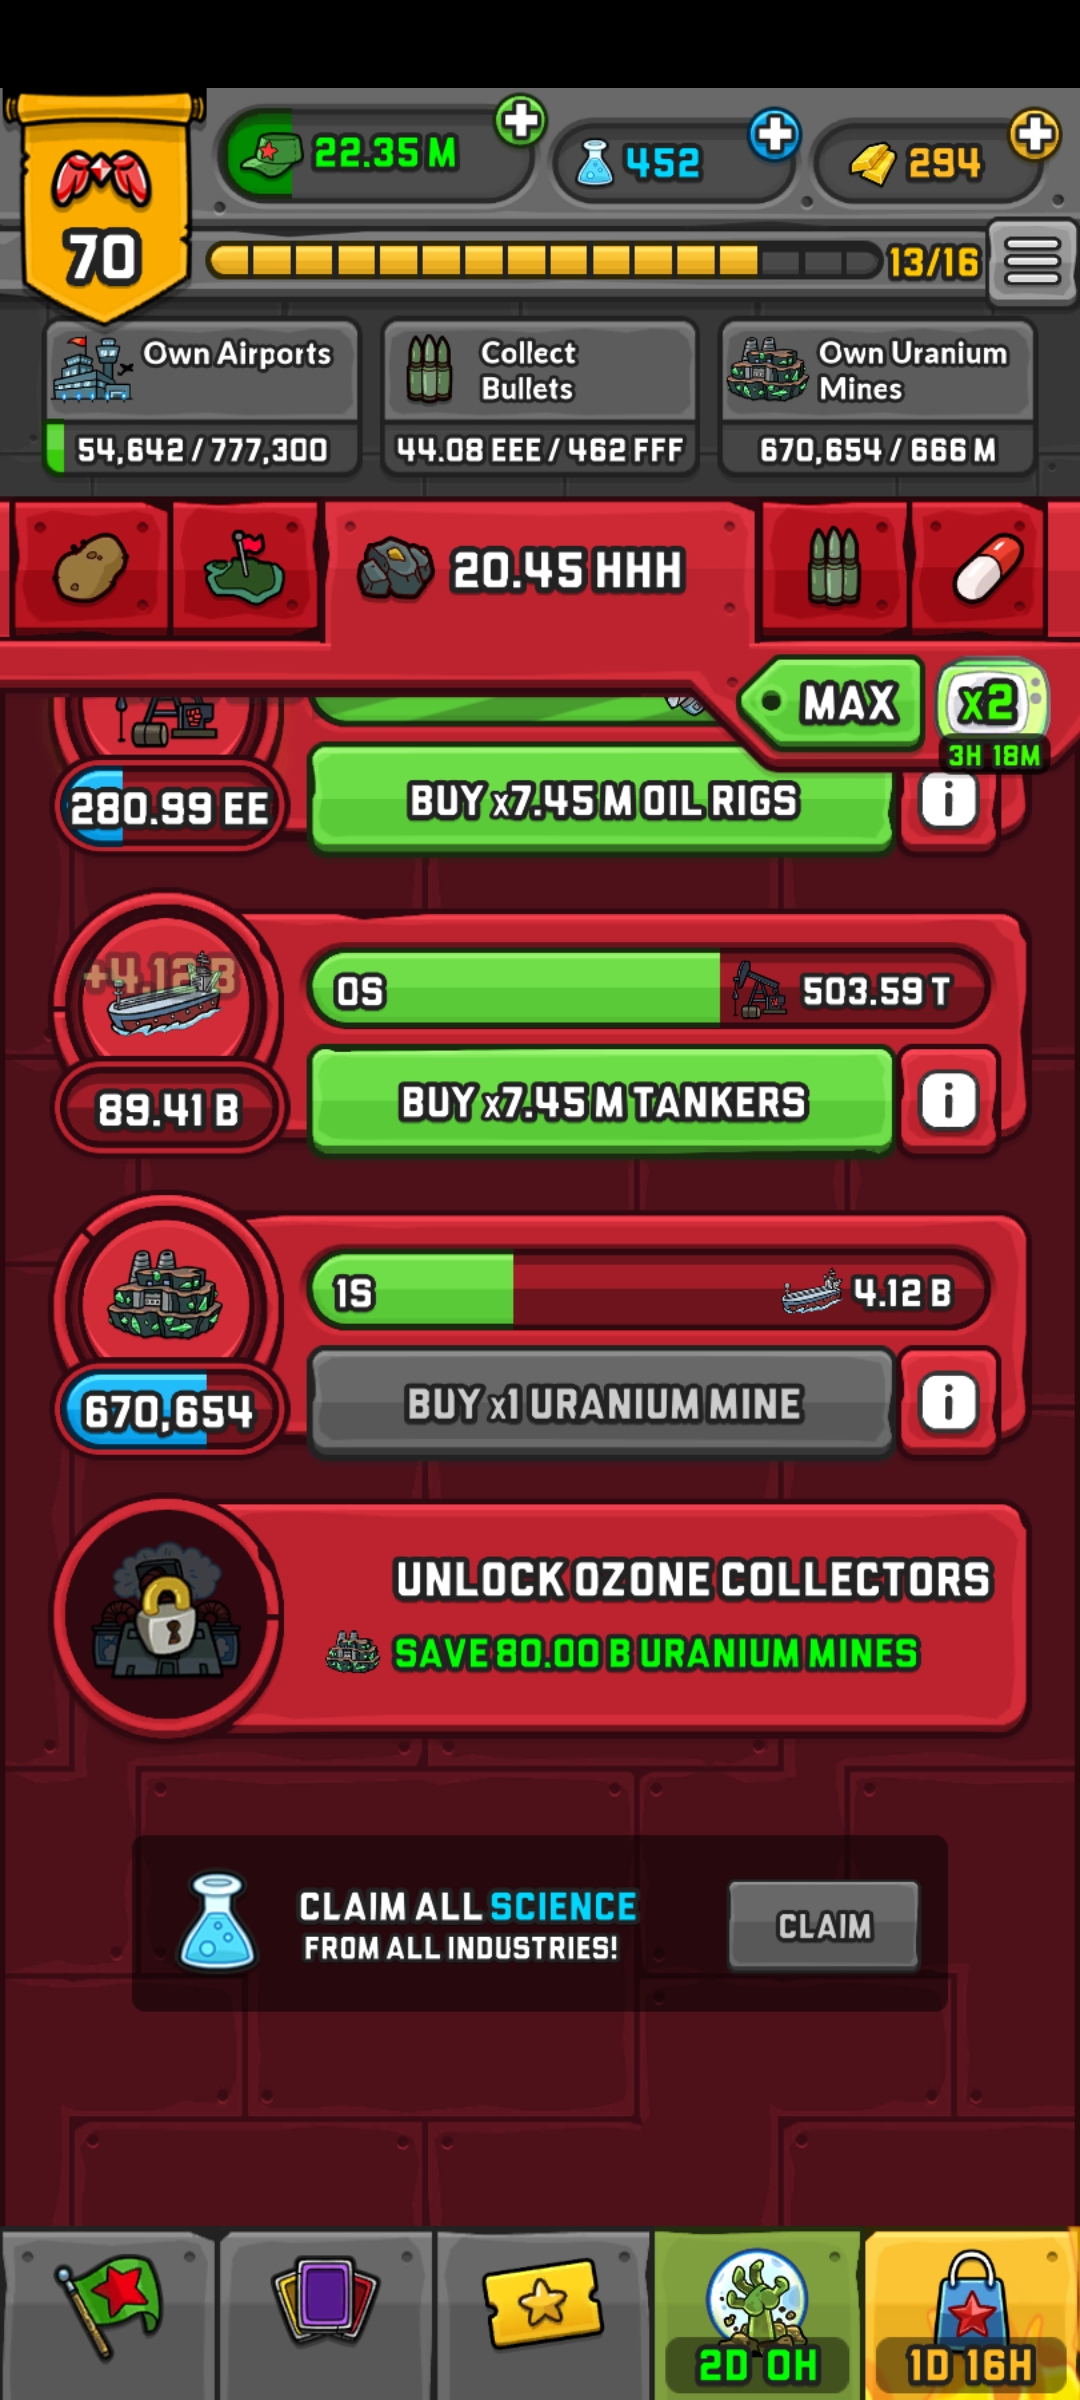 22.35 M
452
294
70
13/16
Own Airports
54,642 / 777,300
Collect
Bullets
44.08 EEE / 462 FFF
Own Uranium
Mines
670,654 / 666 M
20.45 HHH
MAX
x2
3H 18M
280.99 EE
BUY x7.45 M OIL RIGS
i
+4.12 B
0S
503.59 T
89.41 B
BUY x7.45 M TANKERS
i
1S
4.12 B
670,654
BUY x1 URANIUM MINE
i
UNLOCK OZONE COLLECTORS
SAVE 80.00 B URANIUM MINES
CLAIM ALL SCIENCE
FROM ALL INDUSTRIES!
CLAIM
2D 0H
1D 16H